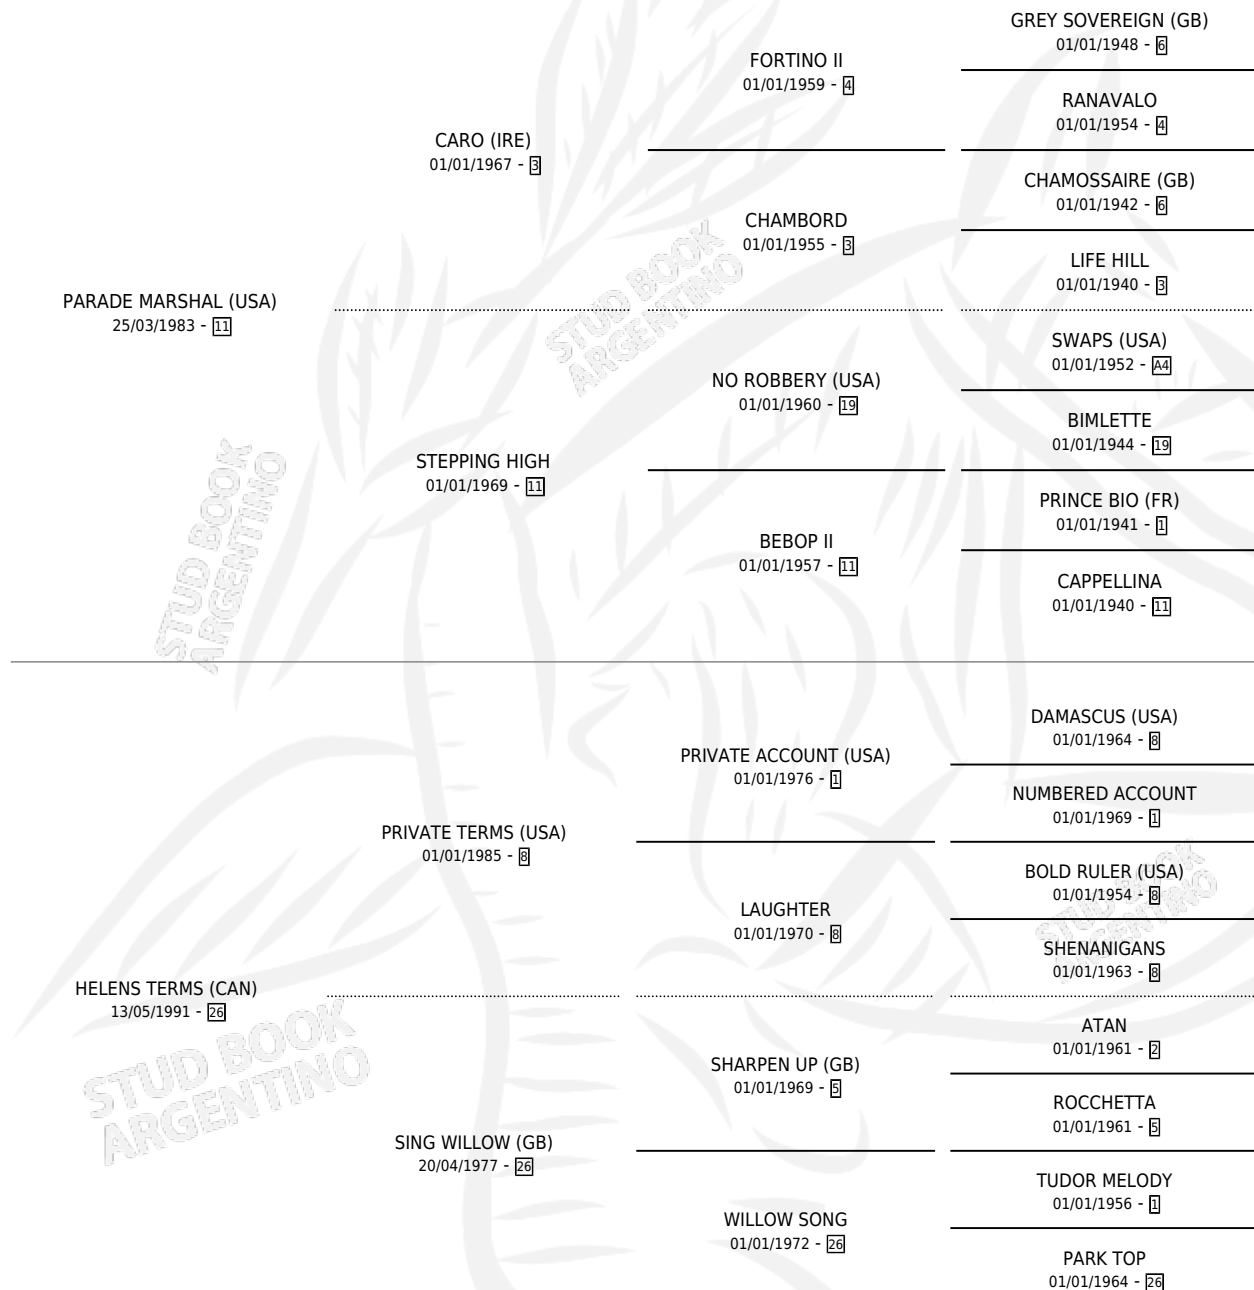 GREY SOVEREIGN (GB)
01/01/1948 - 6
FORTINO II
01/01/1959 - 4
RANAVALO
01/01/1954 - 4
CARO (IRE)
01/01/1967 - 3
CHAMOSSAIRE (GB)
01/01/1942 - 6
CHAMBORD
01/01/1955 - 3
LIFE HILL
01/01/1940 - 3
PARADE MARSHAL (USA)
25/03/1983 - 11
SWAPS (USA)
01/01/1952 - A4
NO ROBBERY (USA)
01/01/1960 - 19
BIMLETTE
01/01/1944 - 19
STEPPING HIGH
01/01/1969 - 11
PRINCE BIO (FR)
01/01/1941 - 1
BEBOP II
01/01/1957 - 11
CAPPELLINA
01/01/1940 - 11
DAMASCUS (USA)
01/01/1964 - 8
PRIVATE ACCOUNT (USA)
01/01/1976 - 1
NUMBERED ACCOUNT
01/01/1969 - 1
PRIVATE TERMS (USA)
01/01/1985 - 8
BOLD RULER (USA)
01/01/1954 - 8
LAUGHTER
01/01/1970 - 8
SHENANIGANS
01/01/1963 - 8
HELENS TERMS (CAN)
13/05/1991 - 26
ATAN
01/01/1961 - 2
SHARPEN UP (GB)
01/01/1969 - 5
ROCCHETTA
01/01/1961 - 5
SING WILLOW (GB)
20/04/1977 - 26
TUDOR MELODY
01/01/1956 - 1
WILLOW SONG
01/01/1972 - 26
PARK TOP
01/01/1964 - 26
STUD BOOK
ARGENTINO
STUD BOOK
ARGENTINO
STUD BOOK
ARGENTINO
STUD BOOK
ARGENTINO